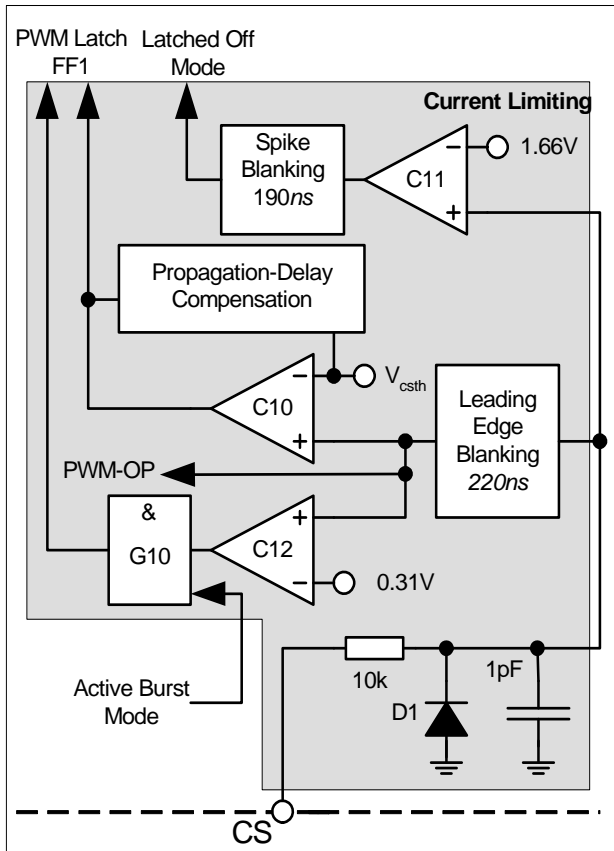 PWM Latch
FF1
Latched Off
Mode
Current Limiting
Spike
Blanking
190ns
C11
1.66V
Propagation-Delay
Compensation
Vcsth
C10
Leading
Edge
Blanking
220ns
PWM-OP
&
G10
C12
0.31V
Active Burst
Mode
10k
D1
1pF
CS